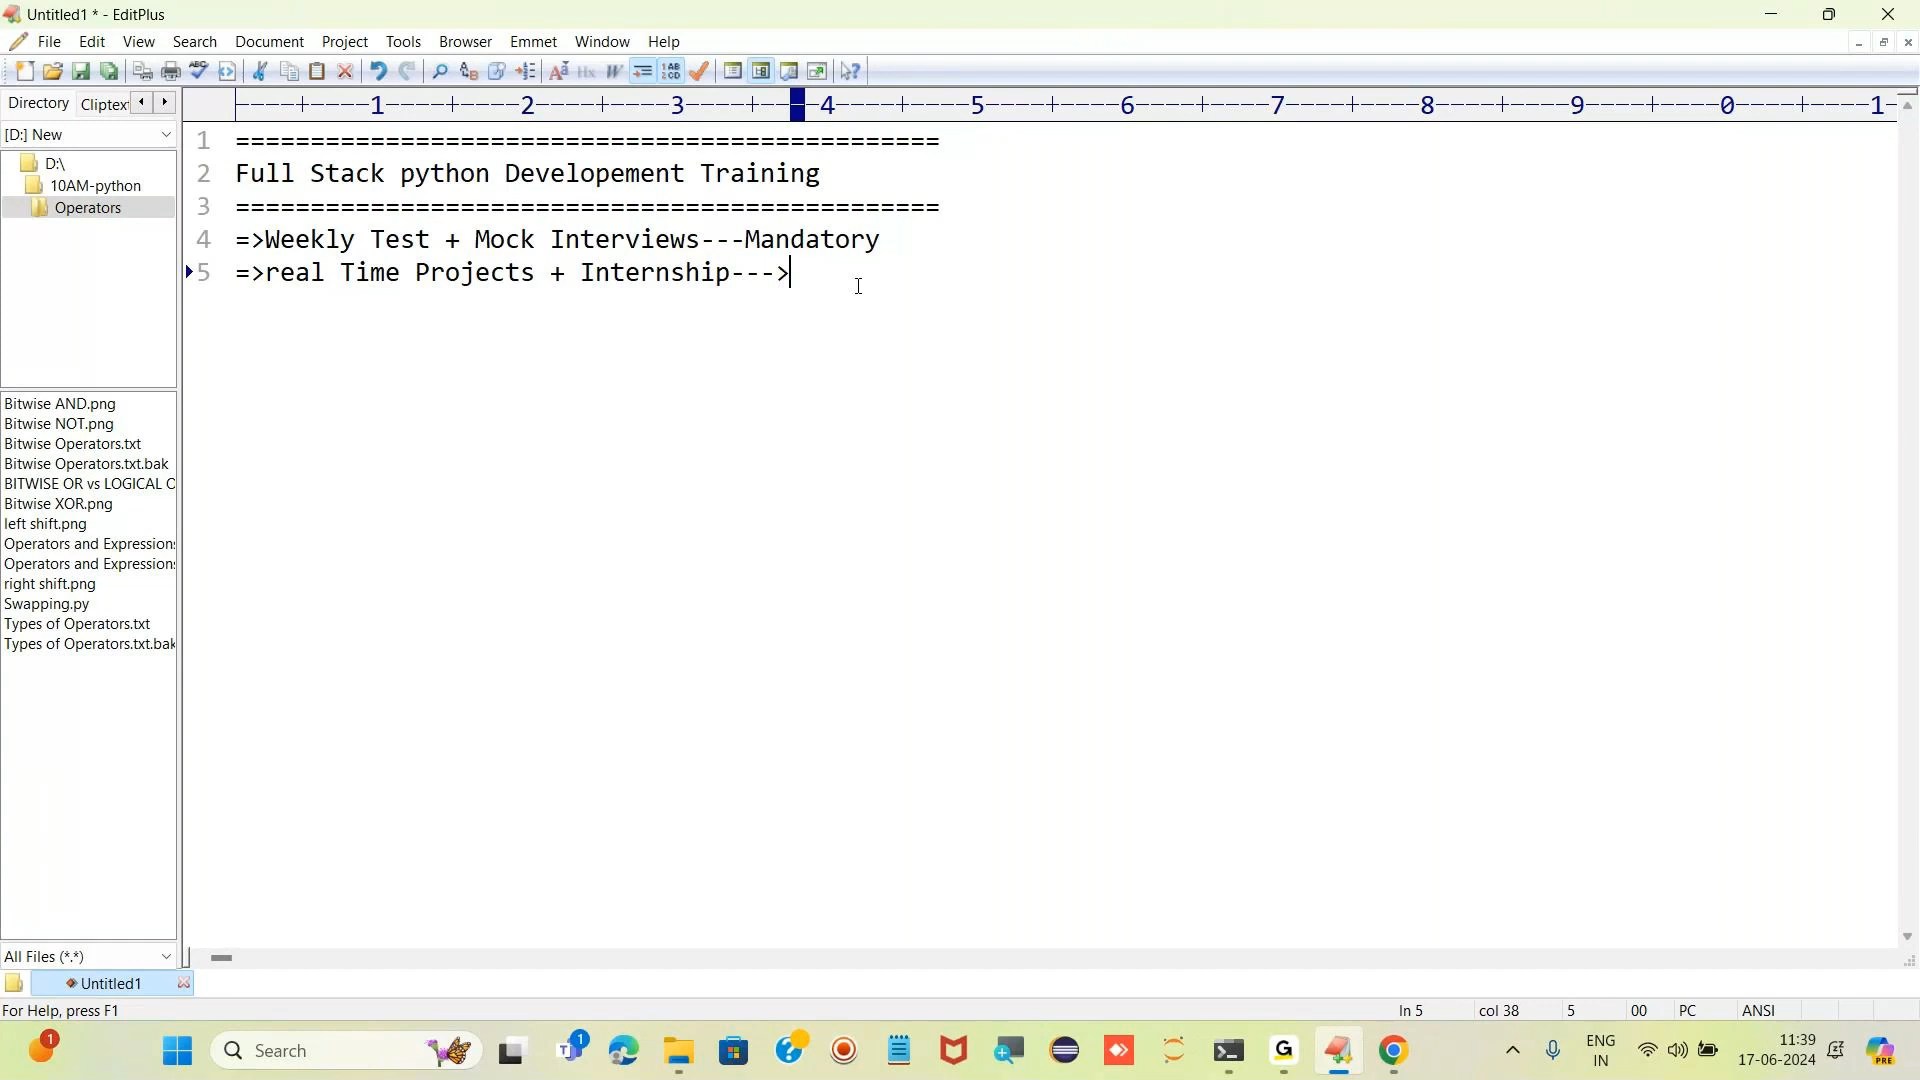 Untitled1 * - EditPlus
File Edit View Search Document Project Tools Browser Emmet Window Help
Directory Cliptext
[D:] New
D:\
10AM-python
Operators
Bitwise AND.png
Bitwise NOT.png
Bitwise Operators.txt
Bitwise Operators.txt.bak
BITWISE OR vs LOGICAL O
Bitwise XOR.png
left shift.png
Operators and Expressions
Operators and Expressions
right shift.png
Swapping.py
Types of Operators.txt
Types of Operators.txt.bak
All Files (*.*)
----+----1----+----2----+----3----+----4----+----5----+----6----+----7----+----8----+----9----+----0----+----1-
1 ===============================================
2 Full Stack python Developement Training
3 ===============================================
4 =>Weekly Test + Mock Interviews---Mandatory
5 =>real Time Projects + Internship--->
Untitled1
For Help, press F1 ln 5 col 38 5 00 PC ANSI
1 Search 1 ENG IN 11:39 17-06-2024 PRE